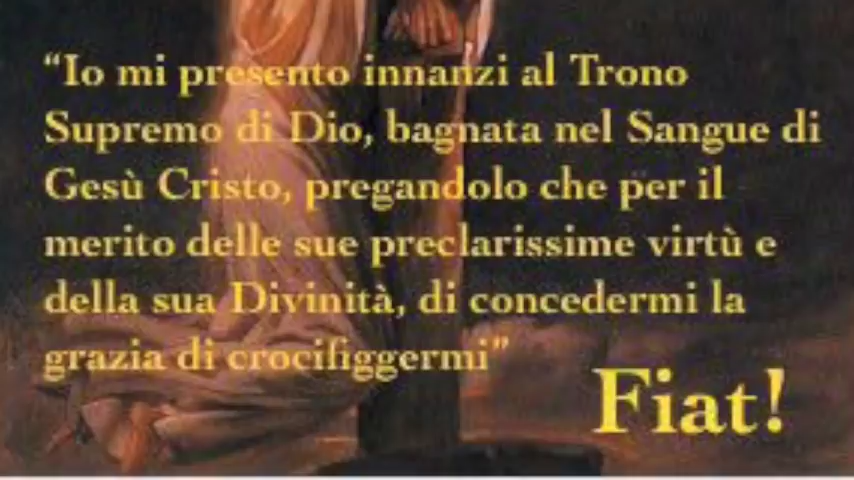 “Io mi presento innanzi al Trono
Supremo di Dio, bagnata nel Sangue di
Gesù Cristo, pregandolo che per il
merito delle sue preclarissime virtù e
della sua Divinità, di concedermi la
grazia di crocifiggermi”
Fiat!